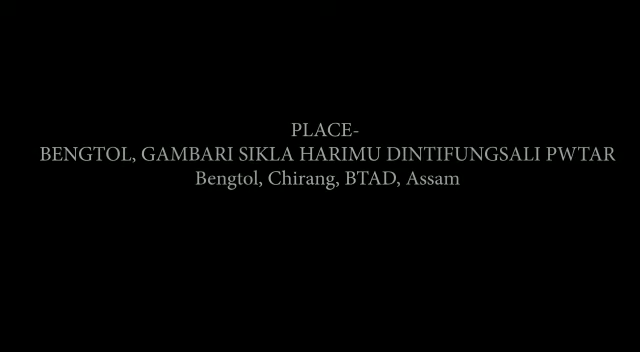 PLACE-
BENGTOL, GAMBARI SIKLA HARIMU DINTIFUNGSALI PWTAR
Bengtol, Chirang, BTAD, Assam